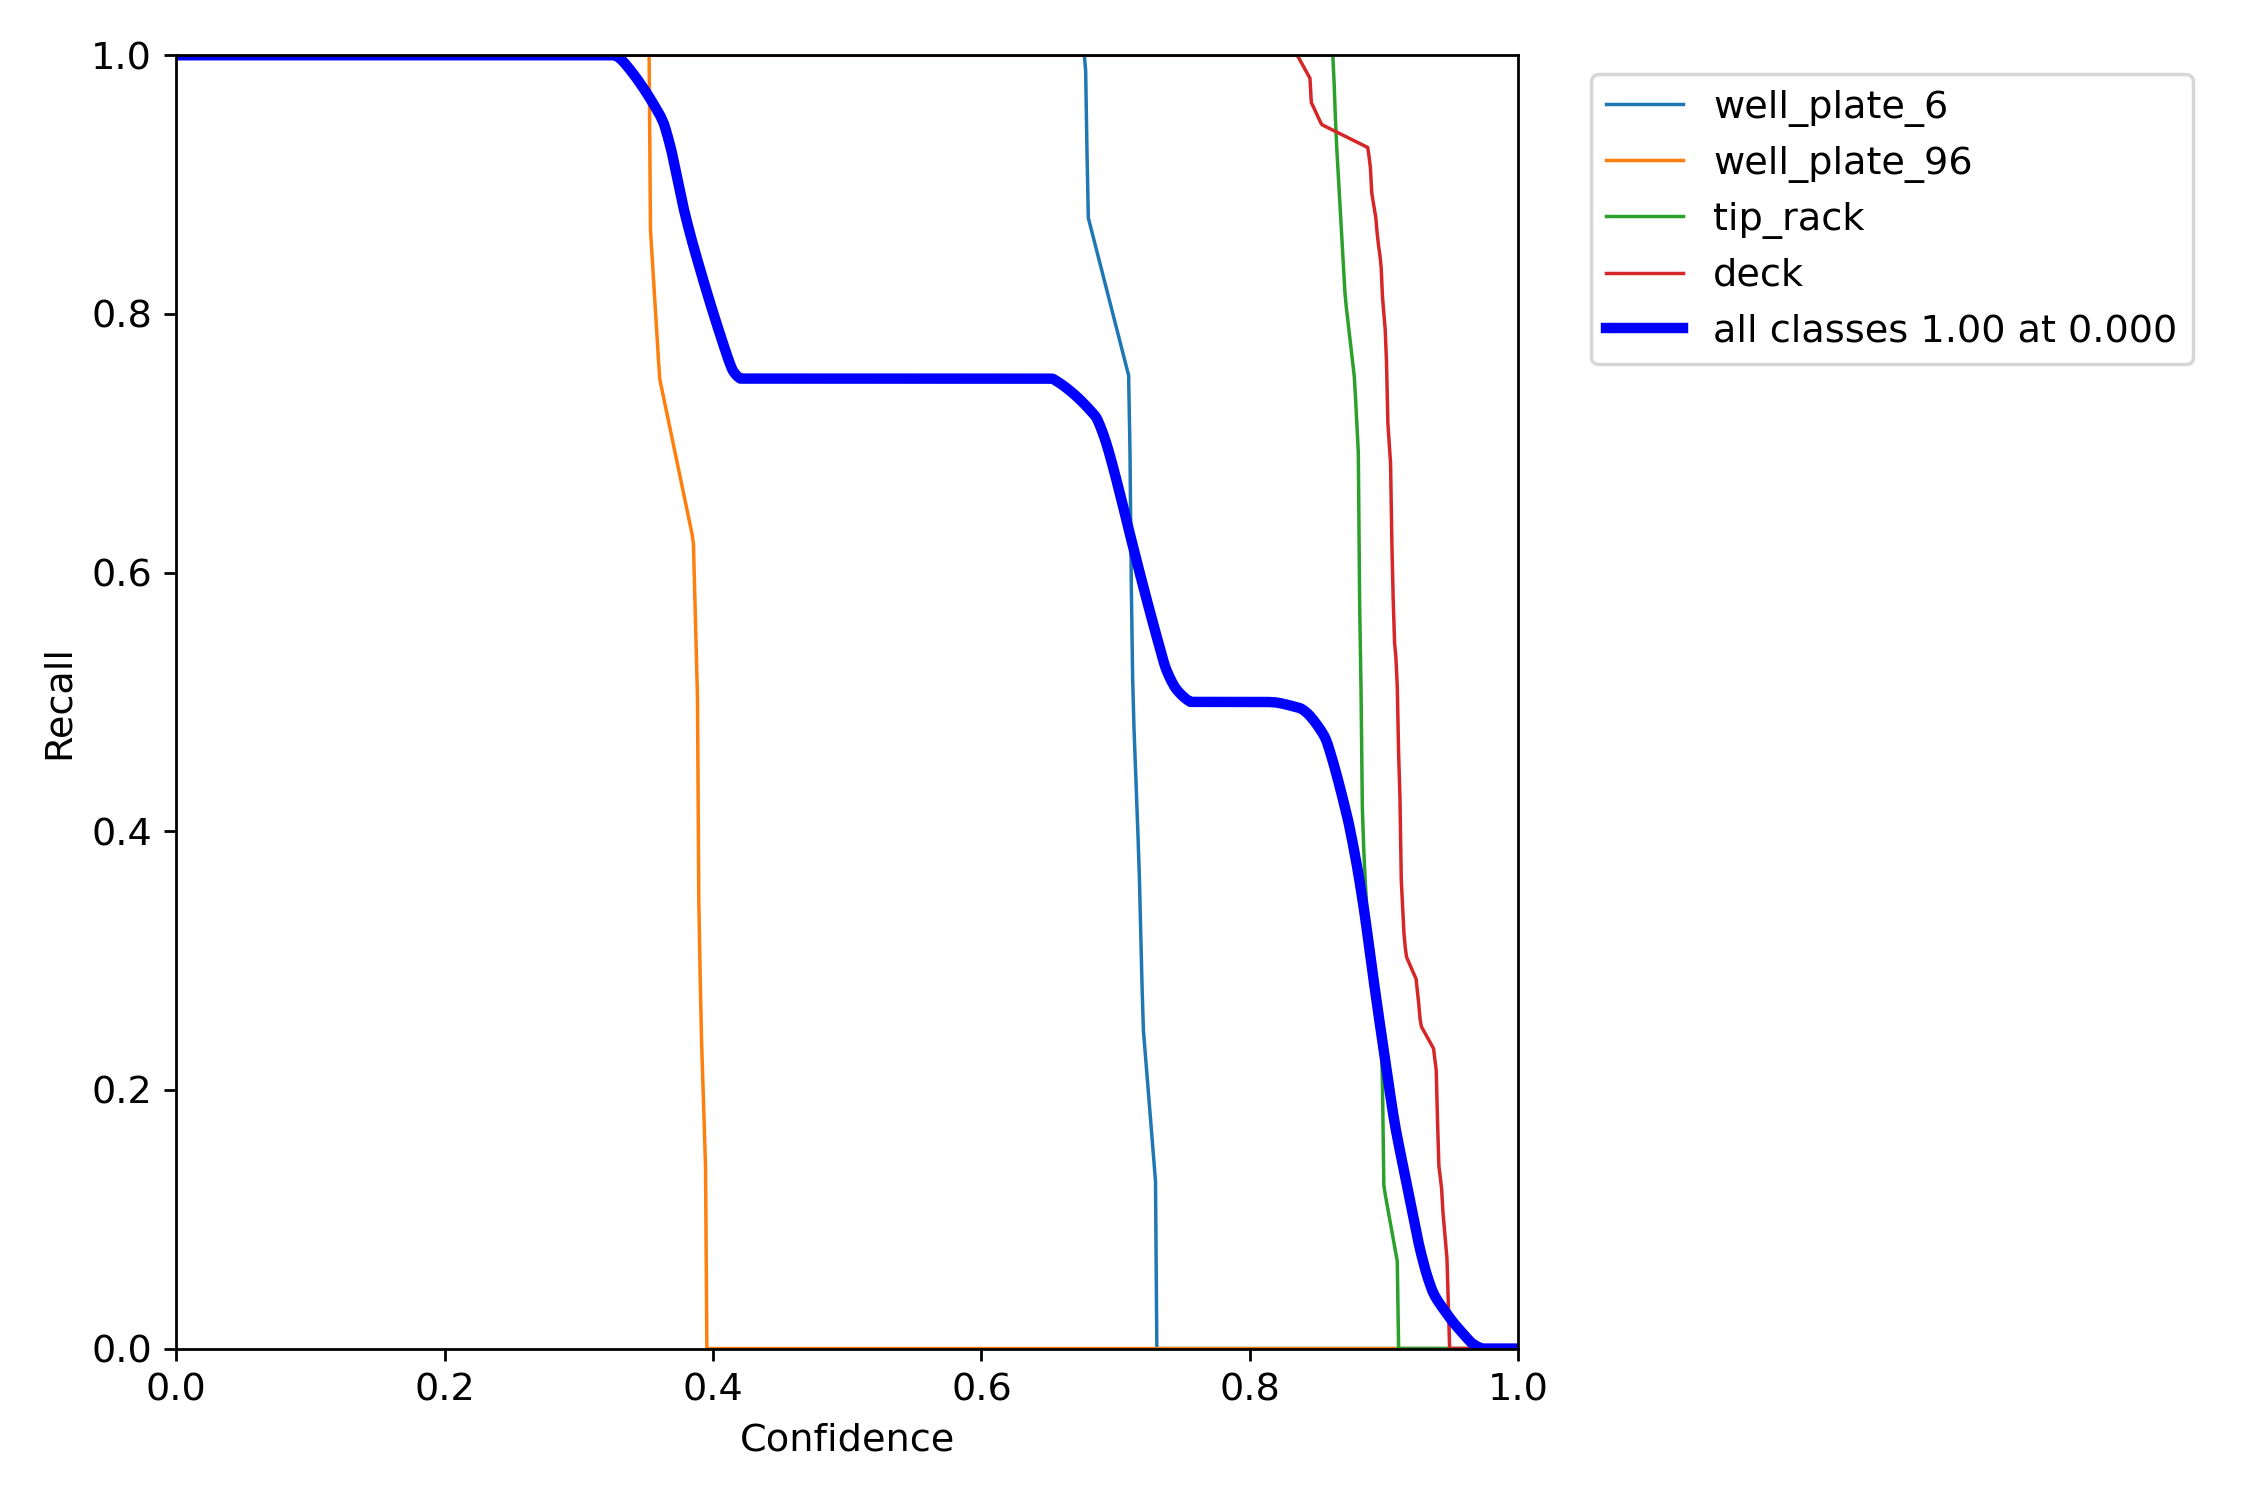 1.0
0.8
0.6
0.4
0.2
0.0
Recall
0.0 0.2 0.4 0.6 0.8 1.0
Confidence
well_plate_6
well_plate_96
tip_rack
deck
all classes 1.00 at 0.000